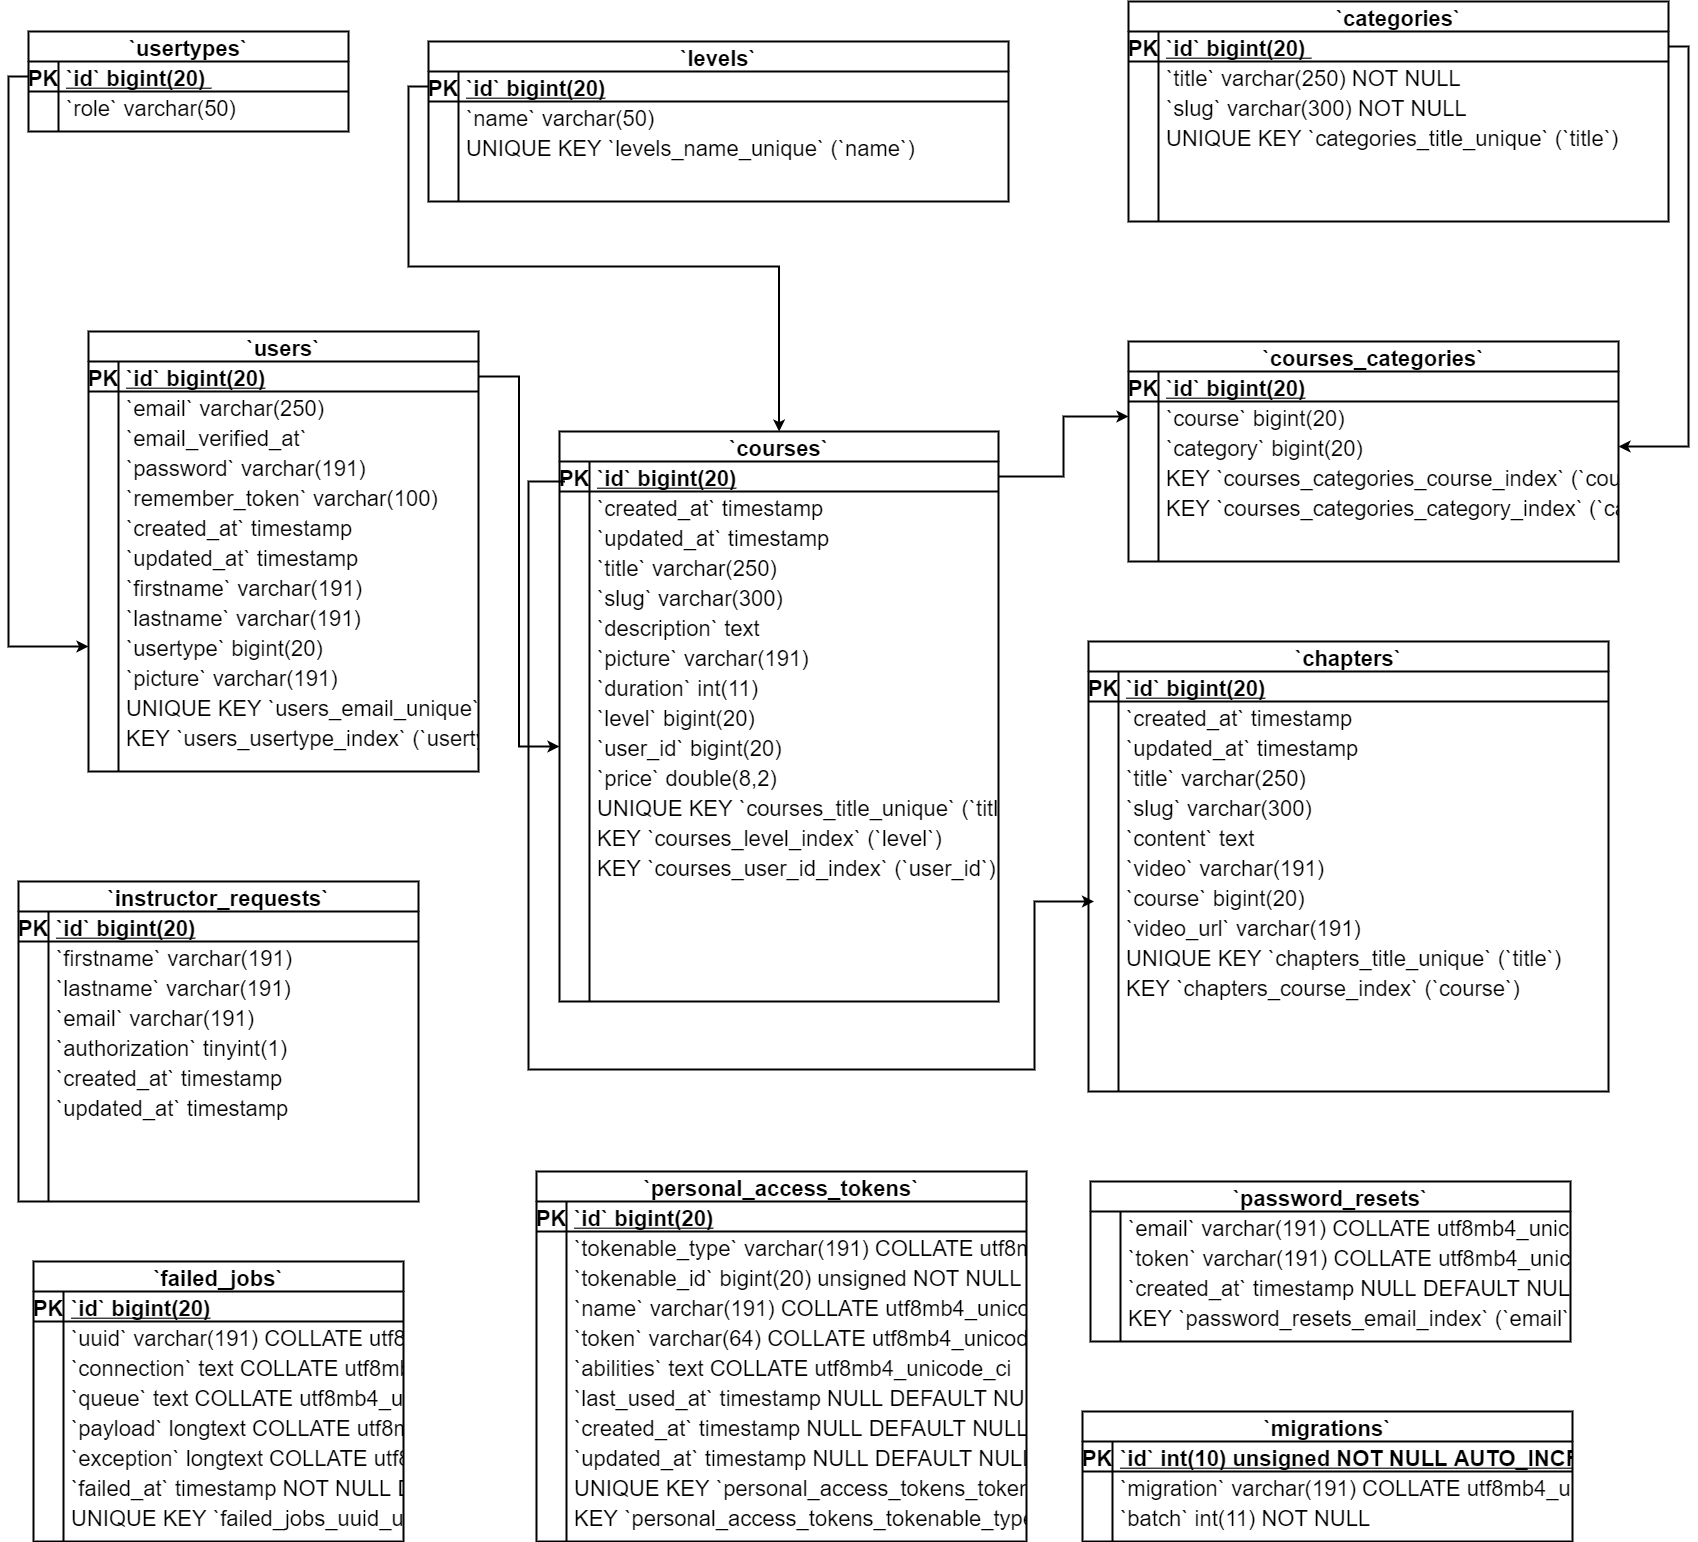 `usertypes`
PK `id` bigint(20)
`role` varchar(50)
`levels`
PK `id` bigint(20)
`name` varchar(50)
UNIQUE KEY `levels_name_unique` (`name`)
`categories`
PK `id` bigint(20)
`title` varchar(250) NOT NULL
`slug` varchar(300) NOT NULL
UNIQUE KEY `categories_title_unique` (`title`)
`users`
PK `id` bigint(20)
`email` varchar(250)
`email_verified_at`
`password` varchar(191)
`remember_token` varchar(100)
`created_at` timestamp
`updated_at` timestamp
`firstname` varchar(191)
`lastname` varchar(191)
`usertype` bigint(20)
`picture` varchar(191)
UNIQUE KEY `users_email_unique`
KEY `users_usertype_index` (`usert
`courses`
PK `id` bigint(20)
`created_at` timestamp
`updated_at` timestamp
`title` varchar(250)
`slug` varchar(300)
`description` text
`picture` varchar(191)
`duration` int(11)
`level` bigint(20)
`user_id` bigint(20)
`price` double(8,2)
UNIQUE KEY `courses_title_unique` (`titl
KEY `courses_level_index` (`level`)
KEY `courses_user_id_index` (`user_id`)
`courses_categories`
PK `id` bigint(20)
`course` bigint(20)
`category` bigint(20)
KEY `courses_categories_course_index` (`cou
KEY `courses_categories_category_index` (`ca
`chapters`
PK `id` bigint(20)
`created_at` timestamp
`updated_at` timestamp
`title` varchar(250)
`slug` varchar(300)
`content` text
`video` varchar(191)
`course` bigint(20)
`video_url` varchar(191)
UNIQUE KEY `chapters_title_unique` (`title`)
KEY `chapters_course_index` (`course`)
`instructor_requests`
PK `id` bigint(20)
`firstname` varchar(191)
`lastname` varchar(191)
`email` varchar(191)
`authorization` tinyint(1)
`created_at` timestamp
`updated_at` timestamp
`failed_jobs`
PK `id` bigint(20)
`uuid` varchar(191) COLLATE utf8
`connection` text COLLATE utf8m
`queue` text COLLATE utf8mb4_u
`payload` longtext COLLATE utf8n
`exception` longtext COLLATE utf8
`failed_at` timestamp NOT NULL D
UNIQUE KEY `failed_jobs_uuid_u
`personal_access_tokens`
PK `id` bigint(20)
`tokenable_type` varchar(191) COLLATE utf8n
`tokenable_id` bigint(20) unsigned NOT NULL
`name` varchar(191) COLLATE utf8mb4_unico
`token` varchar(64) COLLATE utf8mb4_unicod
`abilities` text COLLATE utf8mb4_unicode_ci
`last_used_at` timestamp NULL DEFAULT NU
`created_at` timestamp NULL DEFAULT NULL
`updated_at` timestamp NULL DEFAULT NULL
UNIQUE KEY `personal_access_tokens_token
KEY `personal_access_tokens_tokenable_type
`password_resets`
`email` varchar(191) COLLATE utf8mb4_unic
`token` varchar(191) COLLATE utf8mb4_unic
`created_at` timestamp NULL DEFAULT NUL
KEY `password_resets_email_index` (`email`
`migrations`
PK `id` int(10) unsigned NOT NULL AUTO_INCR
`migration` varchar(191) COLLATE utf8mb4_u
`batch` int(11) NOT NULL